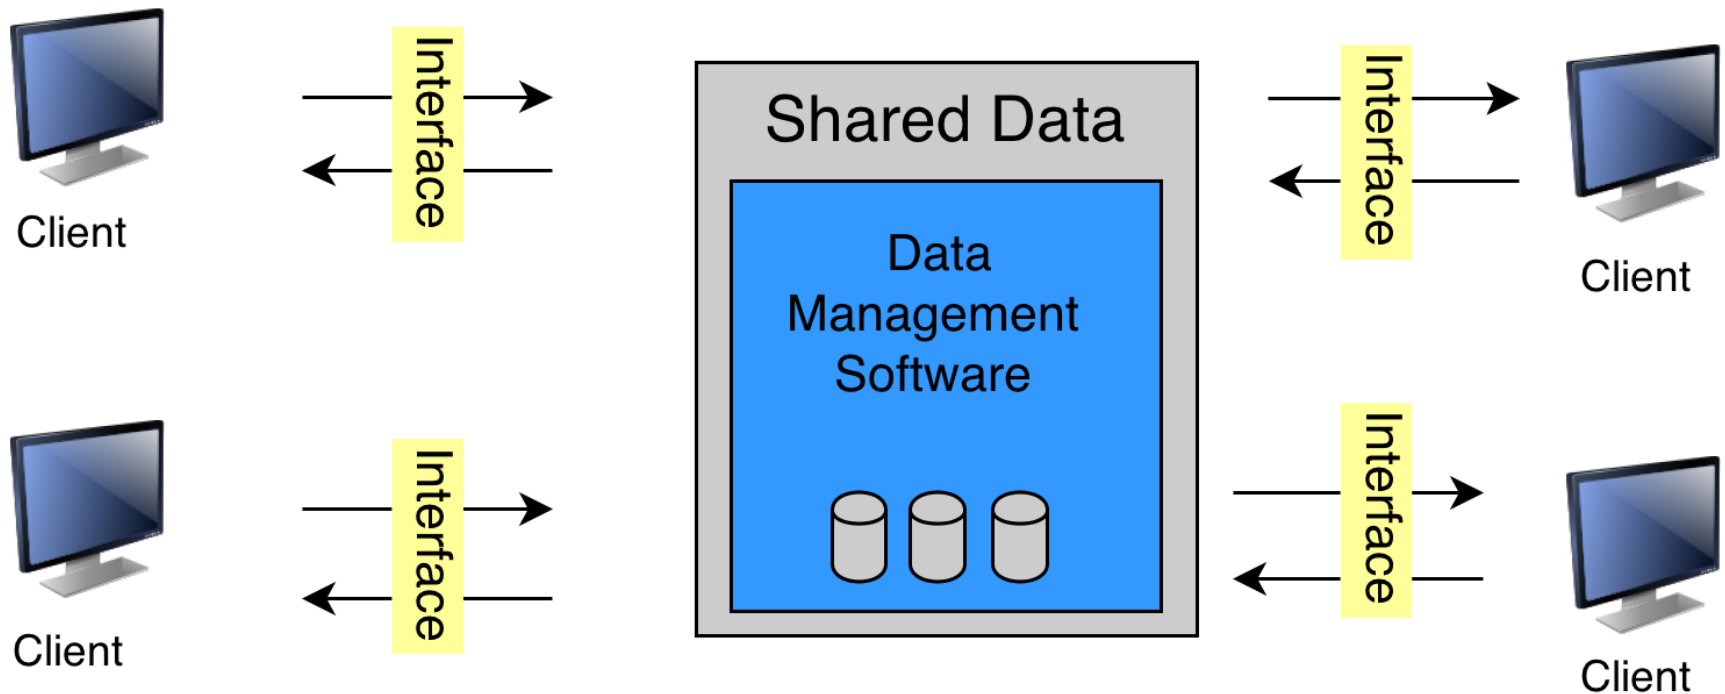 Interface
Interface
Shared Data
Client
Client
Data
Management
Software
Interface
Interface
Client
Client